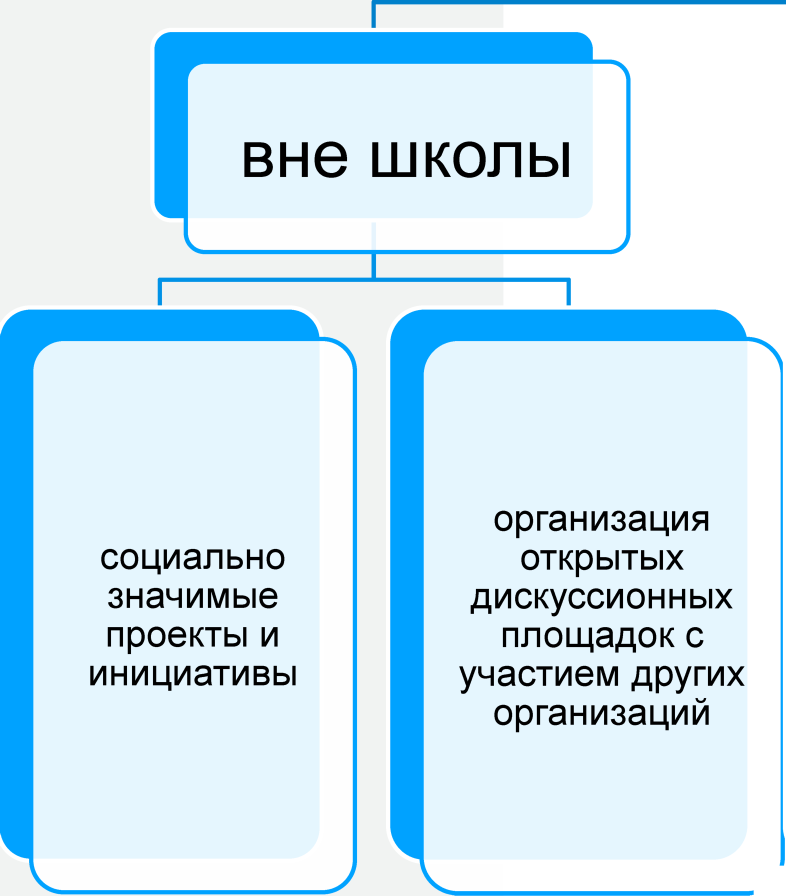 вне школы
социально
значимые
проекты и
инициативы
организация
открытых
дискуссионных
площадок с
участием других
организаций